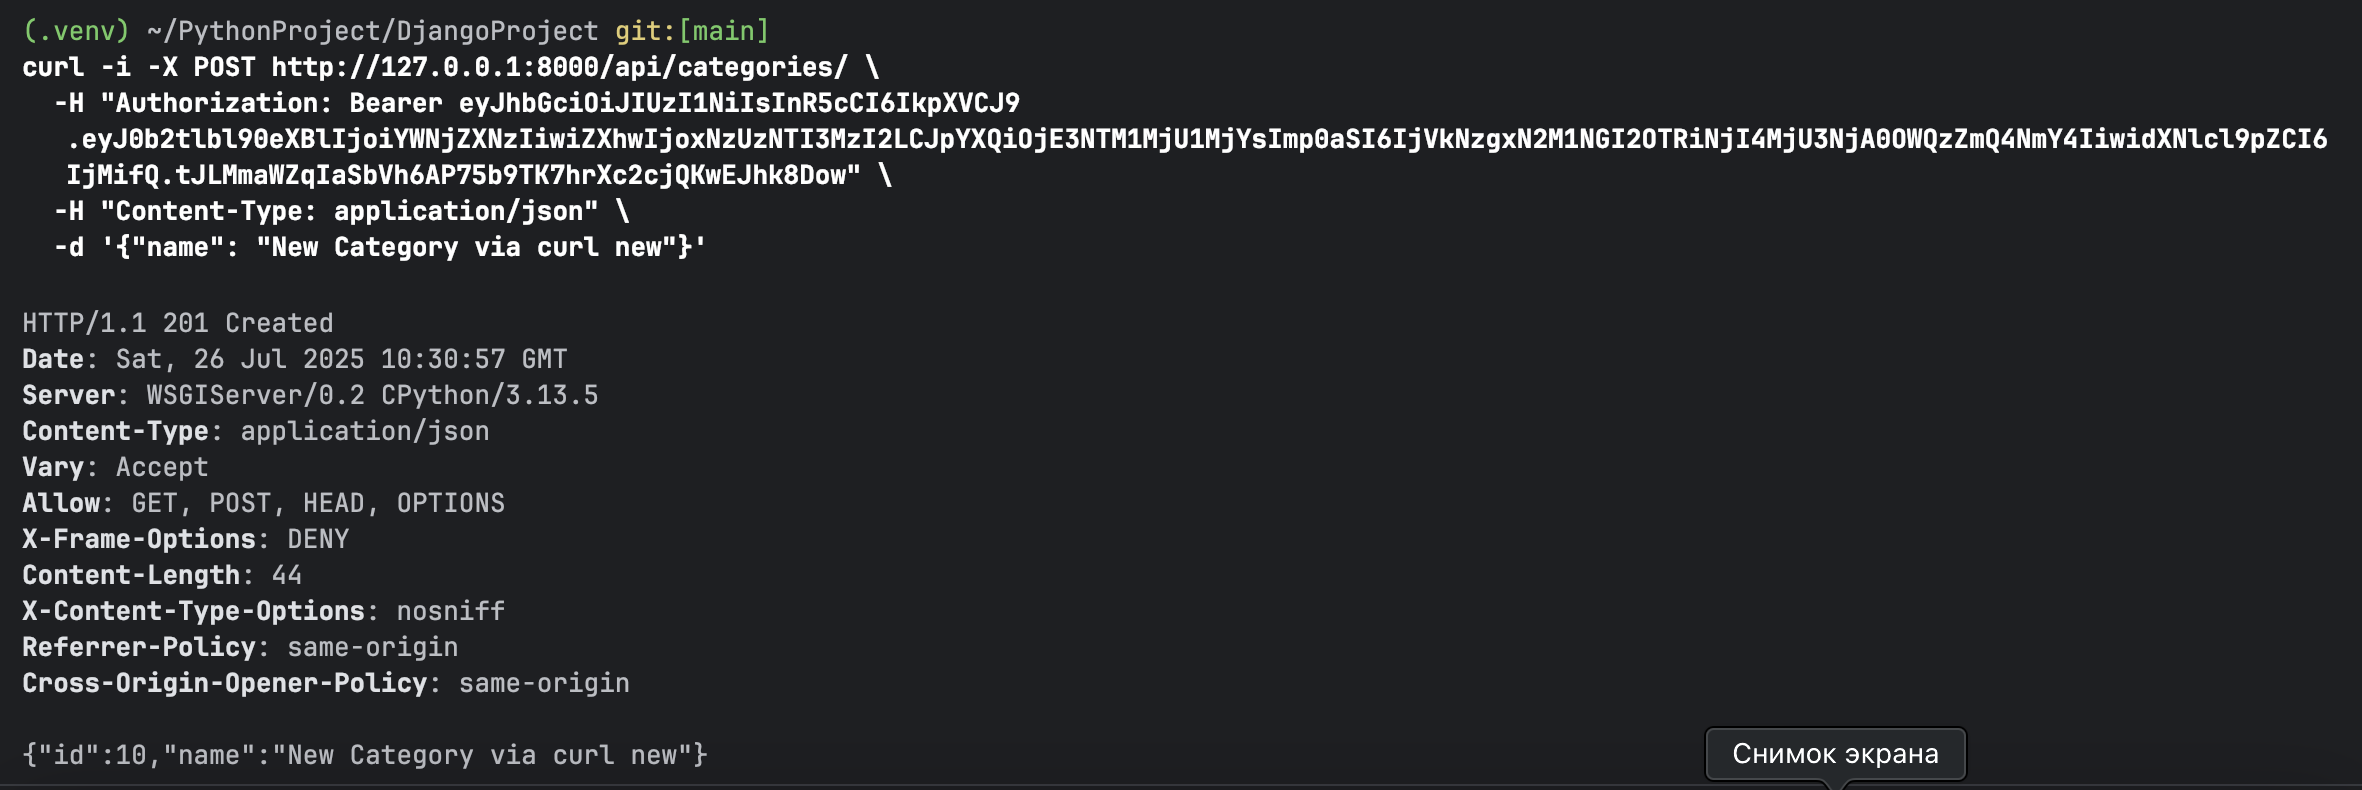 (.venv) ~/PythonProject/DjangoProject git:[main]
curl -i -X POST http://127.0.0.1:8000/api/categories/ \
-H "Authorization: Bearer eyJhbGciOiJIUzI1NiIsInR5cCI6IkpXVCJ9
.eyJ0b2tlbl90eXBlIjoiYWNjZXNzIiwiZXhwIjoxNzUzNTI3MzI2LCJpYXQiOjE3NTM1MjU1MjYsImp0aSI6IjVkNzgxN2M1NGI2OTRiNjI4MjU3NjA0OWQzZmQ4NmY4IiwidXNlcl9pZCI6
IjMifQ.tJLMmaWZqIaSbVh6AP75b9TK7hrXc2cjQKwEJhk8Dow" \
-H "Content-Type: application/json" \
-d '{"name": "New Category via curl new"}'
HTTP/1.1 201 Created
Date: Sat, 26 Jul 2025 10:30:57 GMT
Server: WSGIServer/0.2 CPython/3.13.5
Content-Type: application/json
Vary: Accept
Allow: GET, POST, HEAD, OPTIONS
X-Frame-Options: DENY
Content-Length: 44
X-Content-Type-Options: nosniff
Referrer-Policy: same-origin
Cross-Origin-Opener-Policy: same-origin
{"id":10,"name":"New Category via curl new"}
Снимок экрана